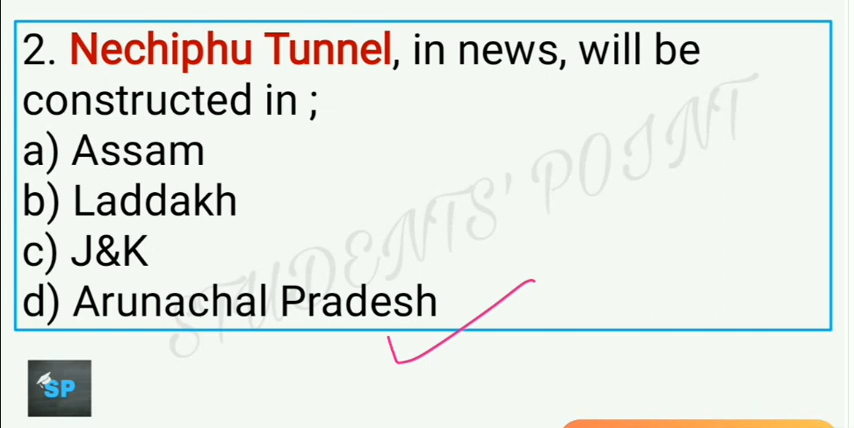 2. Nechiphu Tunnel, in news, will be
constructed in ;
a) Assam
b) Laddakh
c) J&K
d) Arunachal Pradesh
STUDENTS' POINT
SP